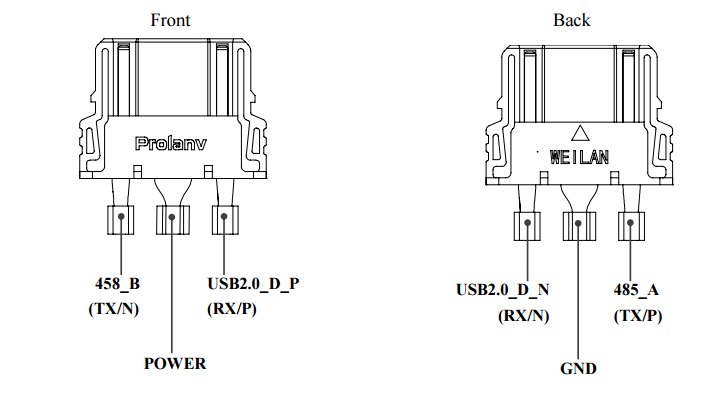 Front
Back
Prolanv
WEILAN
458_B
(TX/N)
USB2.0_D_P
(RX/P)
POWER
USB2.0_D_N
(RX/N)
485_A
(TX/P)
GND